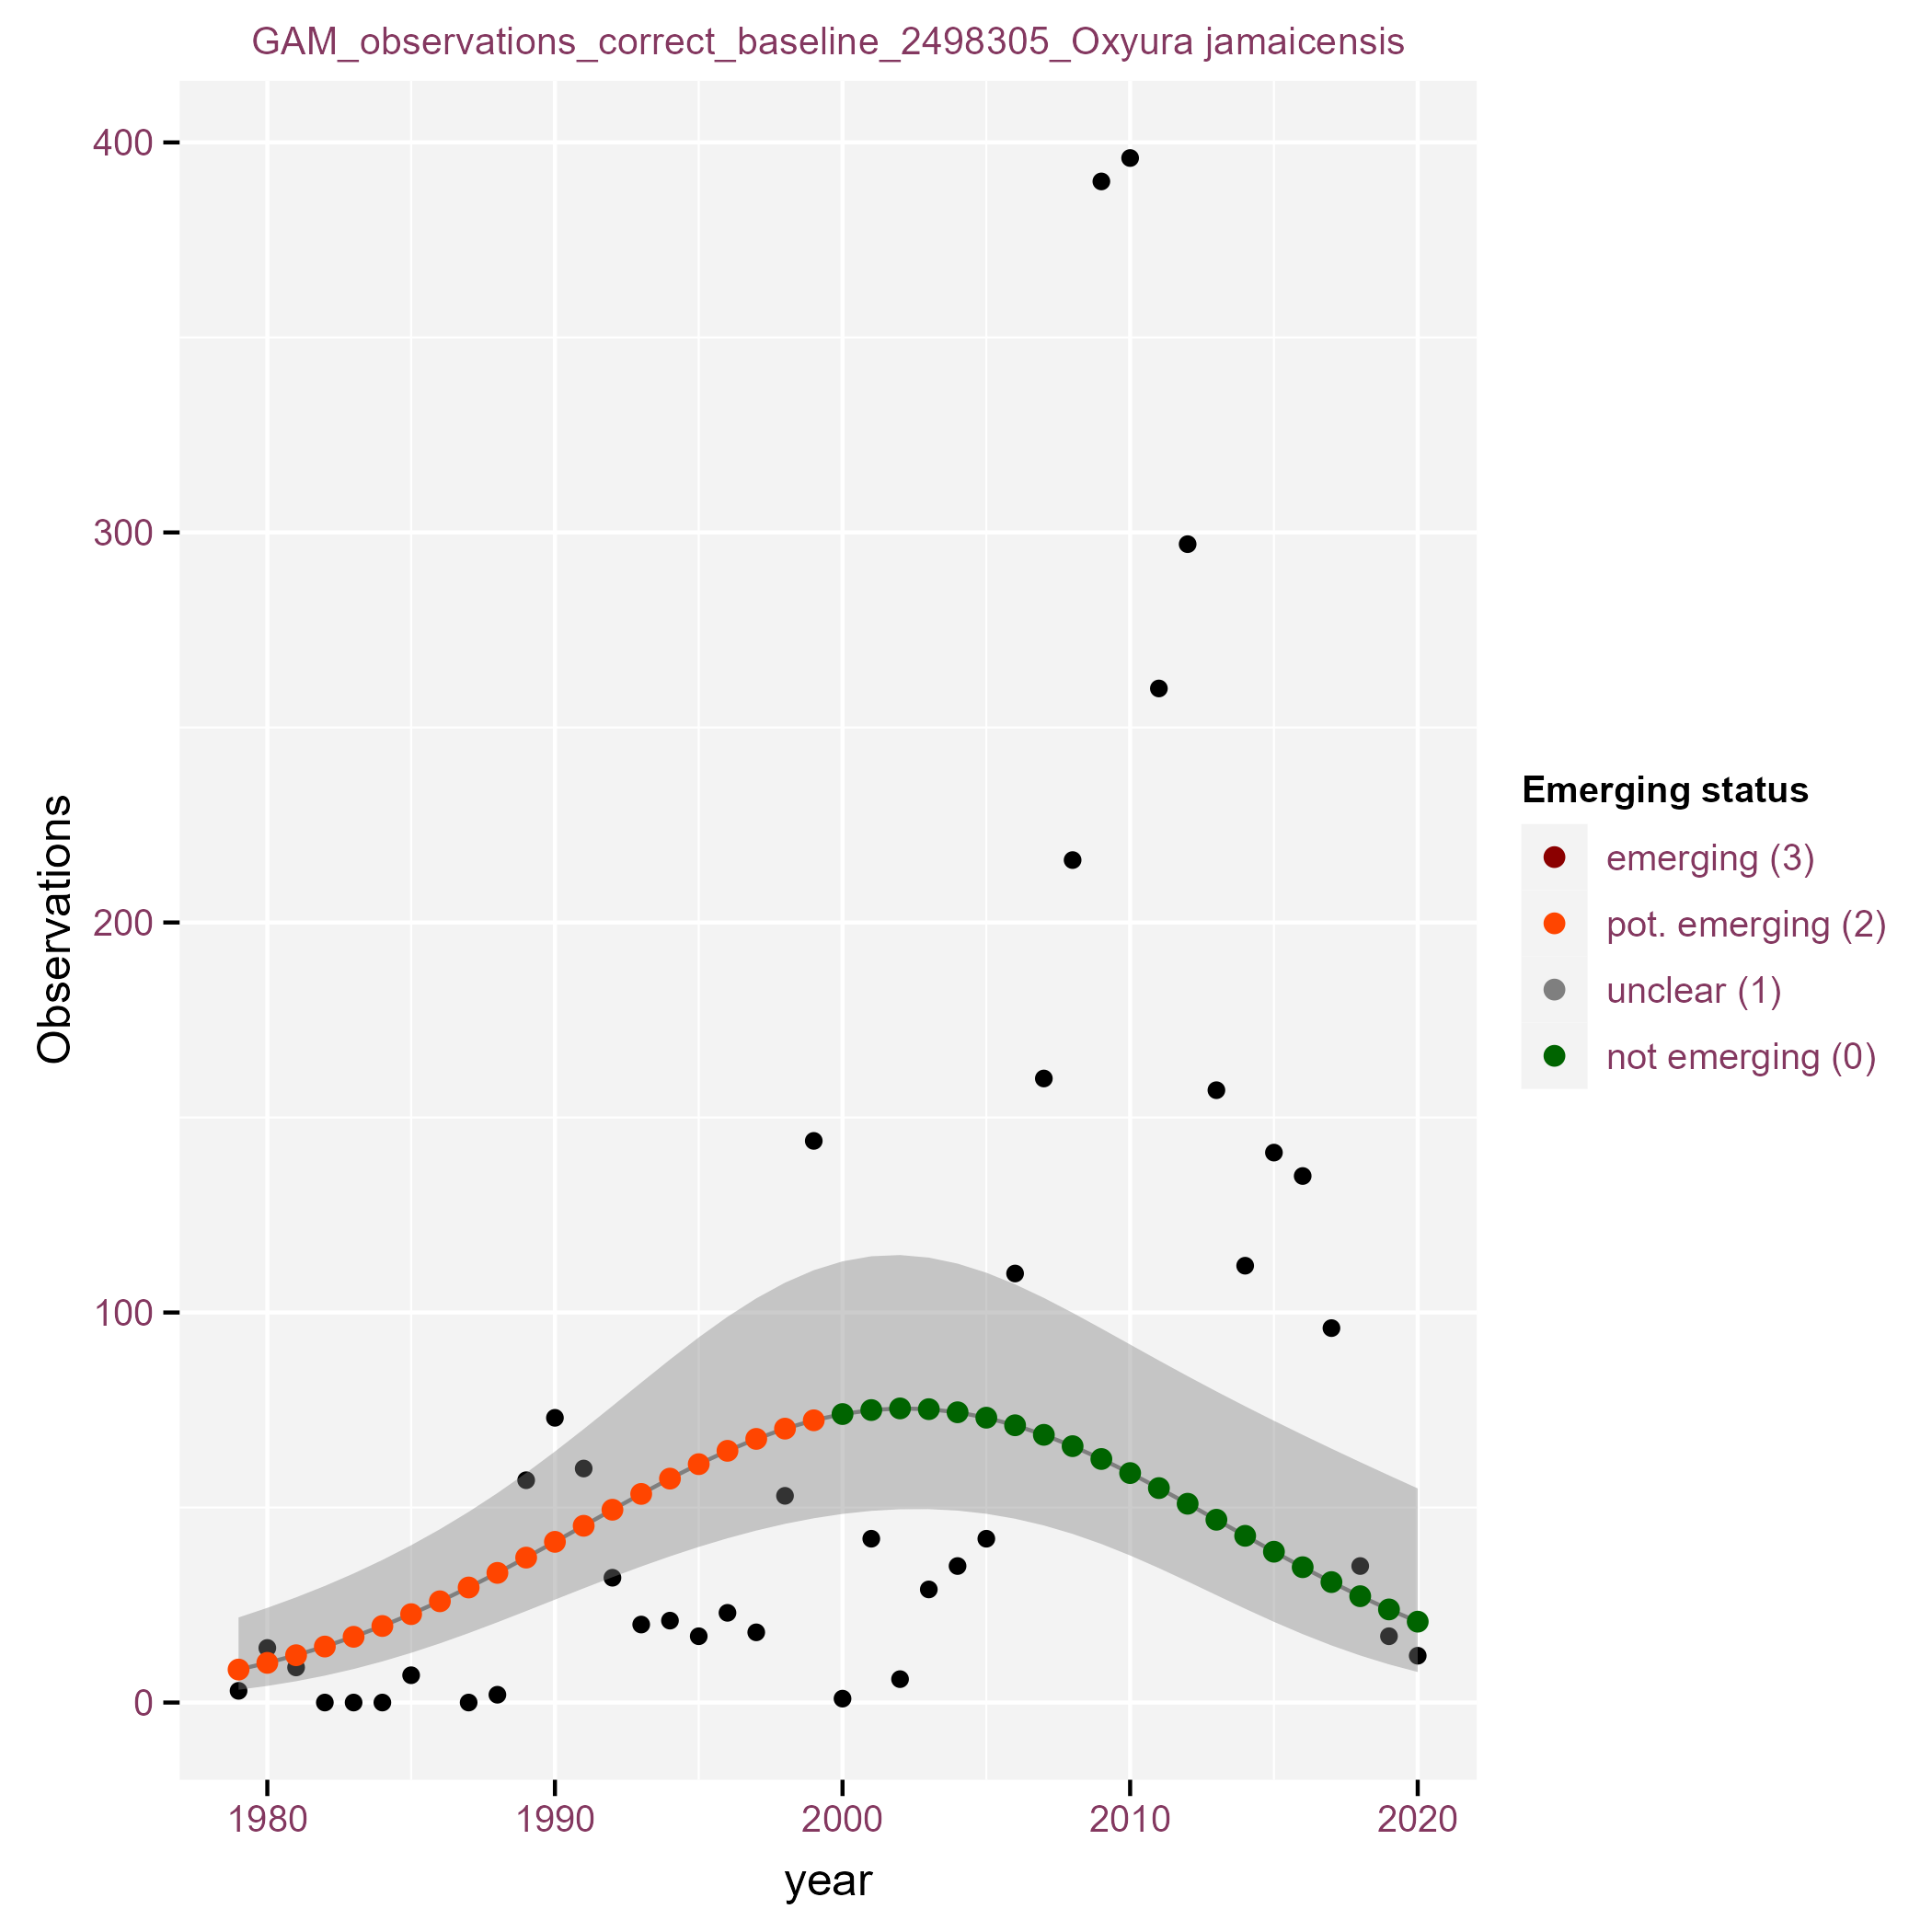 GAM_observations_correct_baseline_2498305_Oxyura jamaicensis
400
300
200
100
0
Observations
1980 1990 2000 2010 2020
year
Emerging status
emerging (3)
pot. emerging (2)
unclear (1)
not emerging (0)